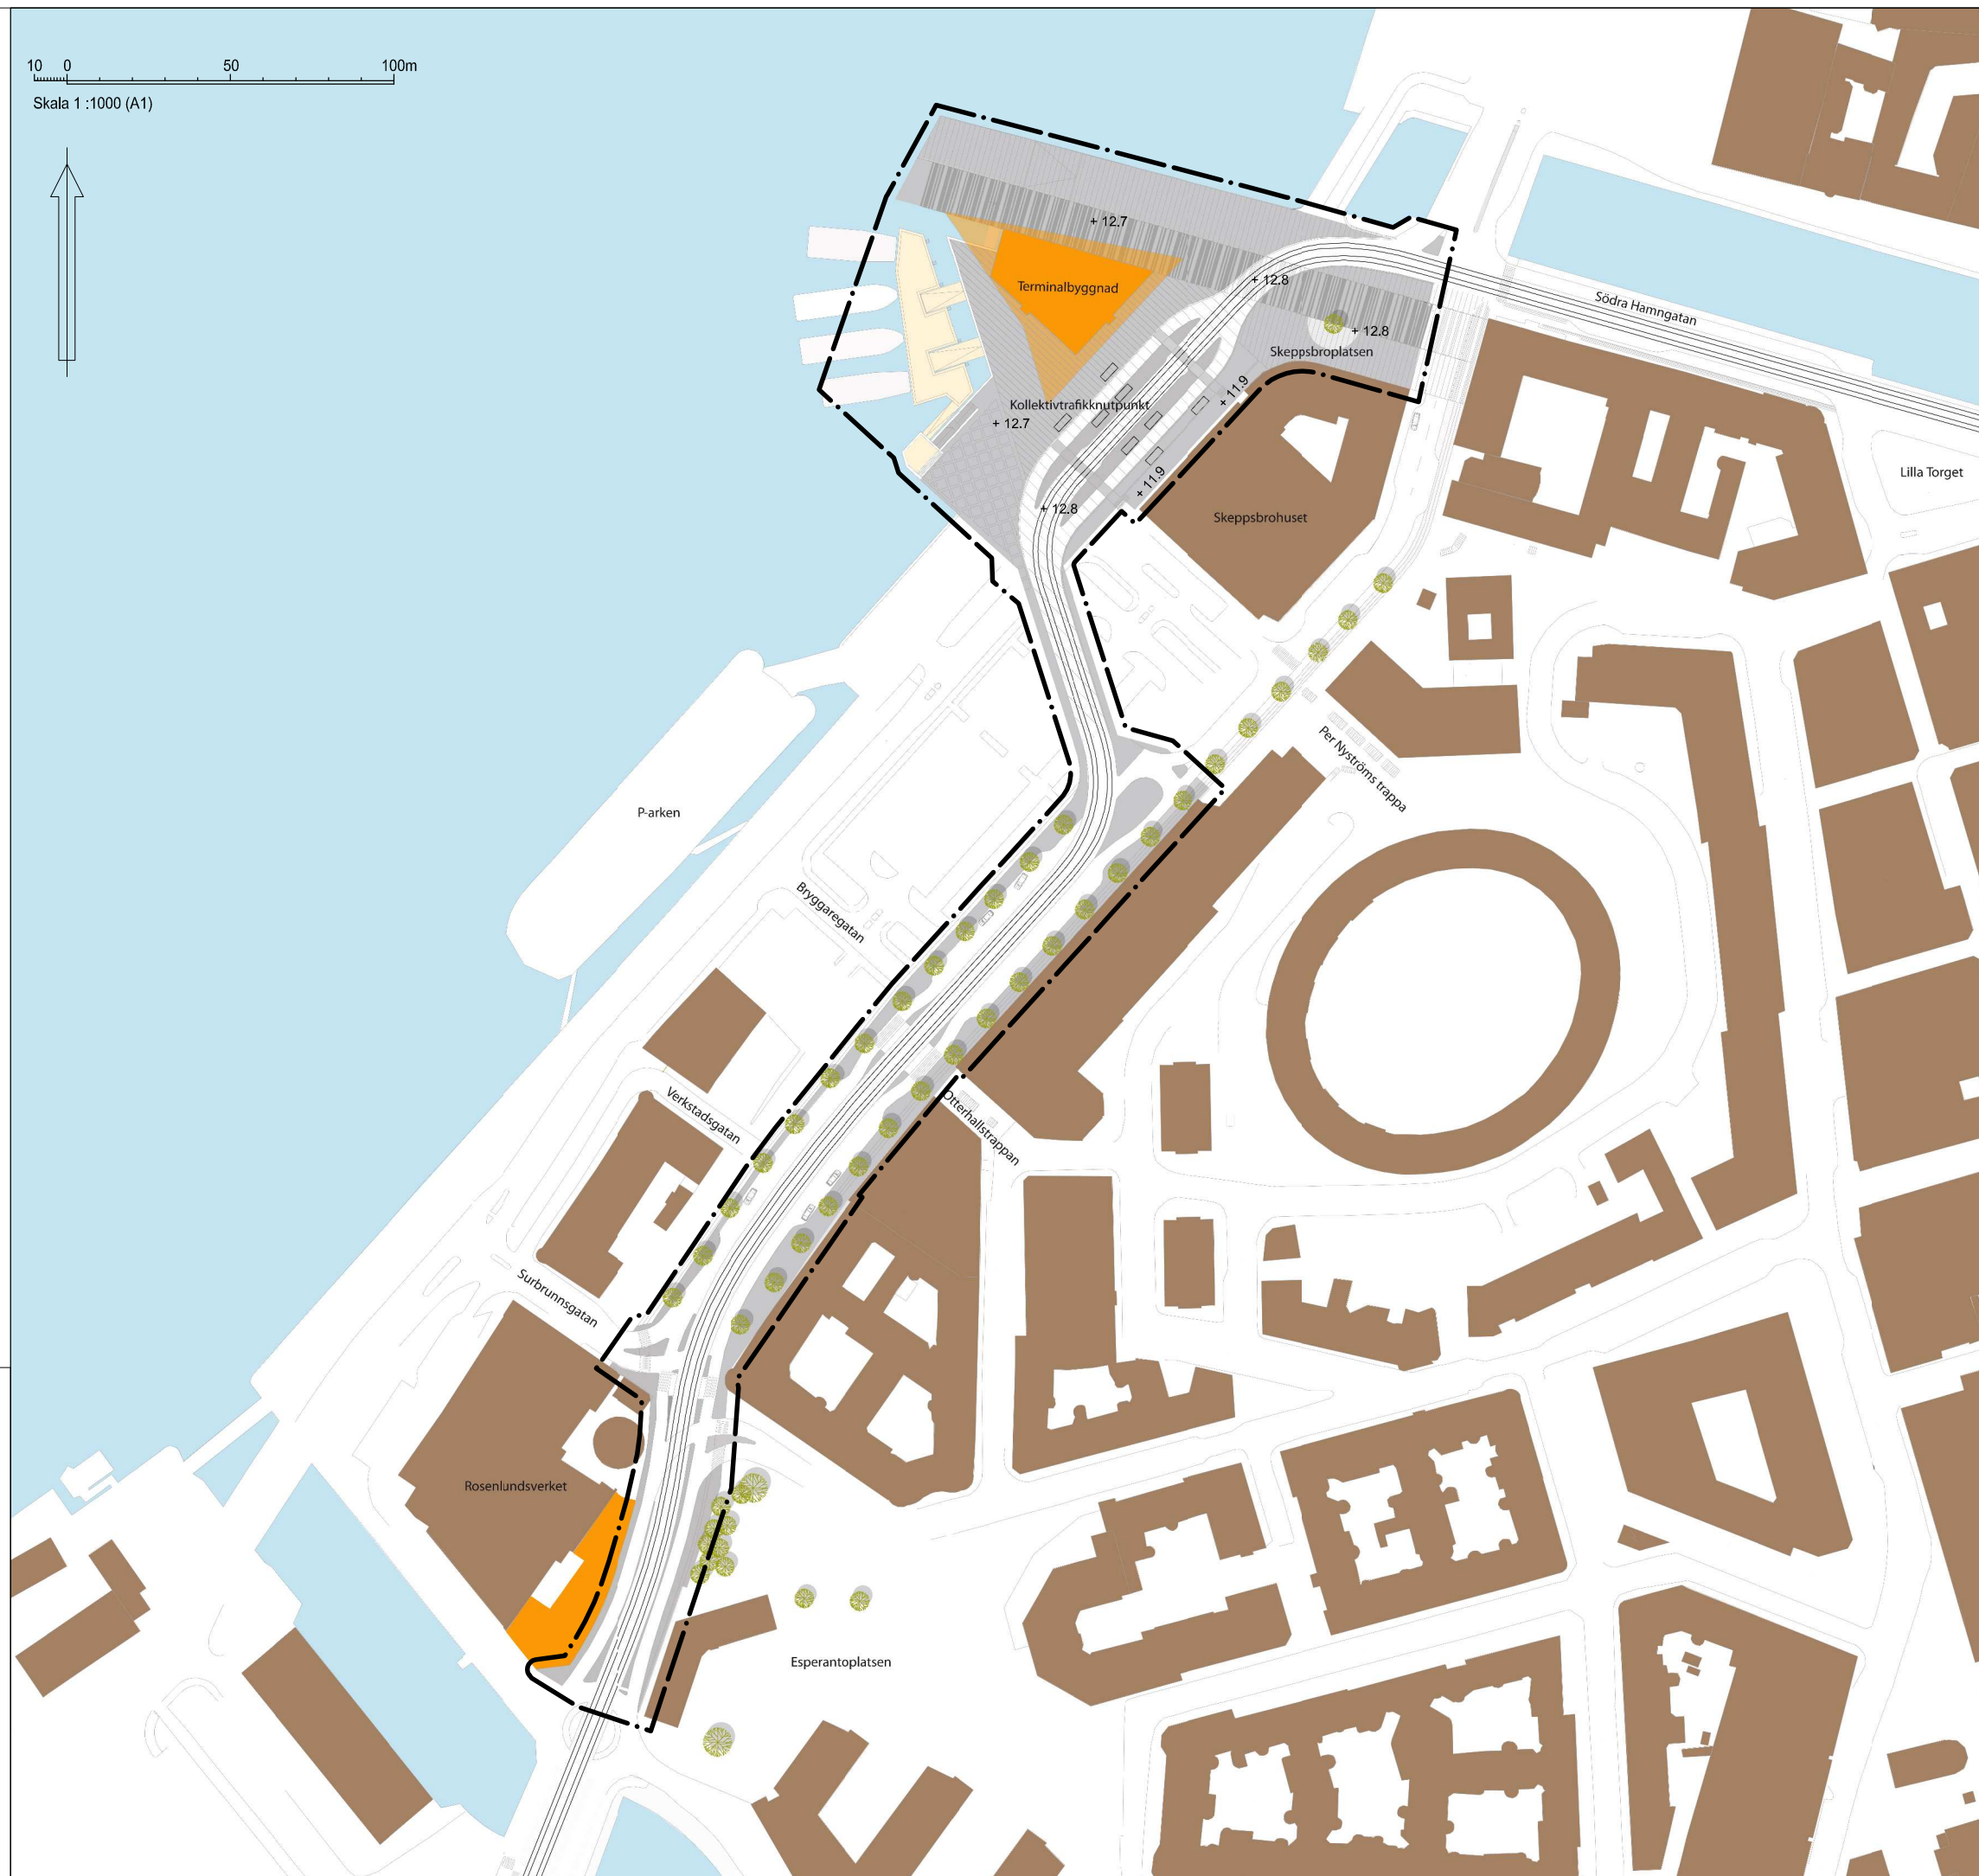 10 0 50 100m
Skala 1 :1000 (A1)
+ 12.7
+ 12.8
Terminalbyggnad
Södra Hamngatan
+ 12.8
Skeppsbroplatsen
+ 11.9
Kollektivtrafikknutpunkt
+ 12.7
Lilla Torget
+ 11.9
+ 12.8
Skeppsbrohuset
Per Nyströms trappa
P-arken
Bryggaregatan
Verkstadsgatan
Otterhallstrappan
Surbrunnsgatan
Rosenlundsverket
Esperantoplatsen